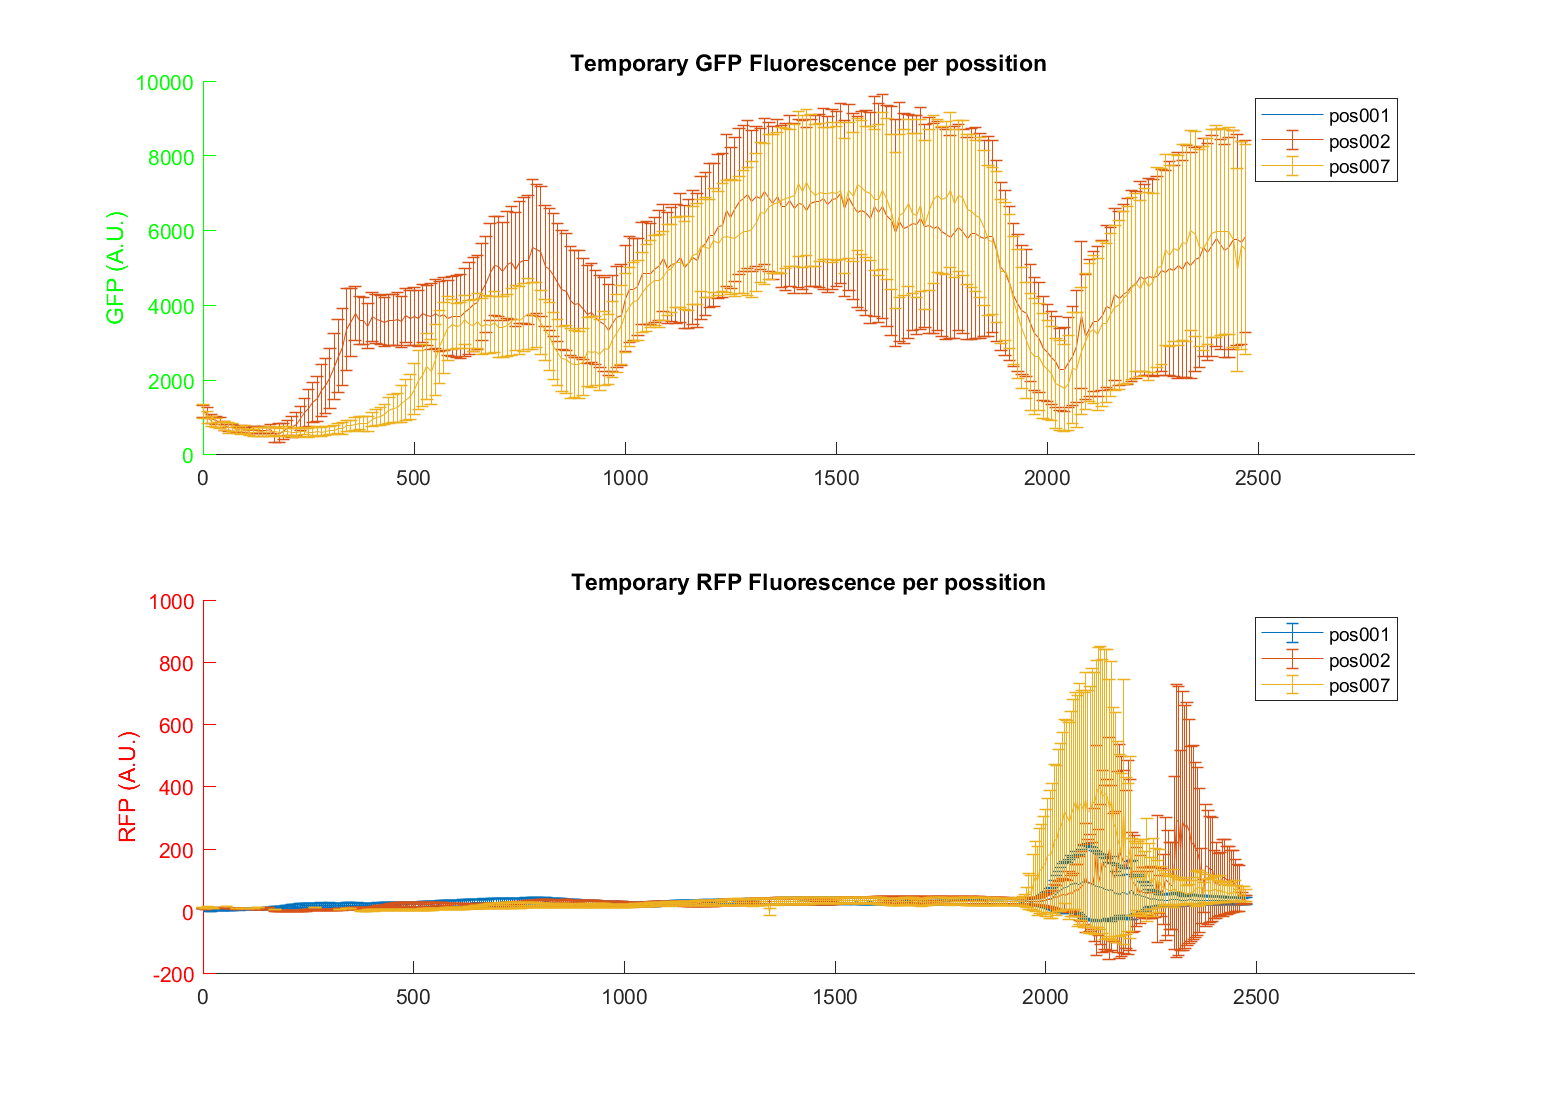 Temporary GFP Fluorescence per possition
10000
8000
6000
4000
2000
0
GFP (A.U.)
0 500 1000 1500 2000 2500
pos001
pos002
pos007
Temporary RFP Fluorescence per possition
1000
800
600
400
200
0
-200
RFP (A.U.)
0 500 1000 1500 2000 2500
pos001
pos002
pos007